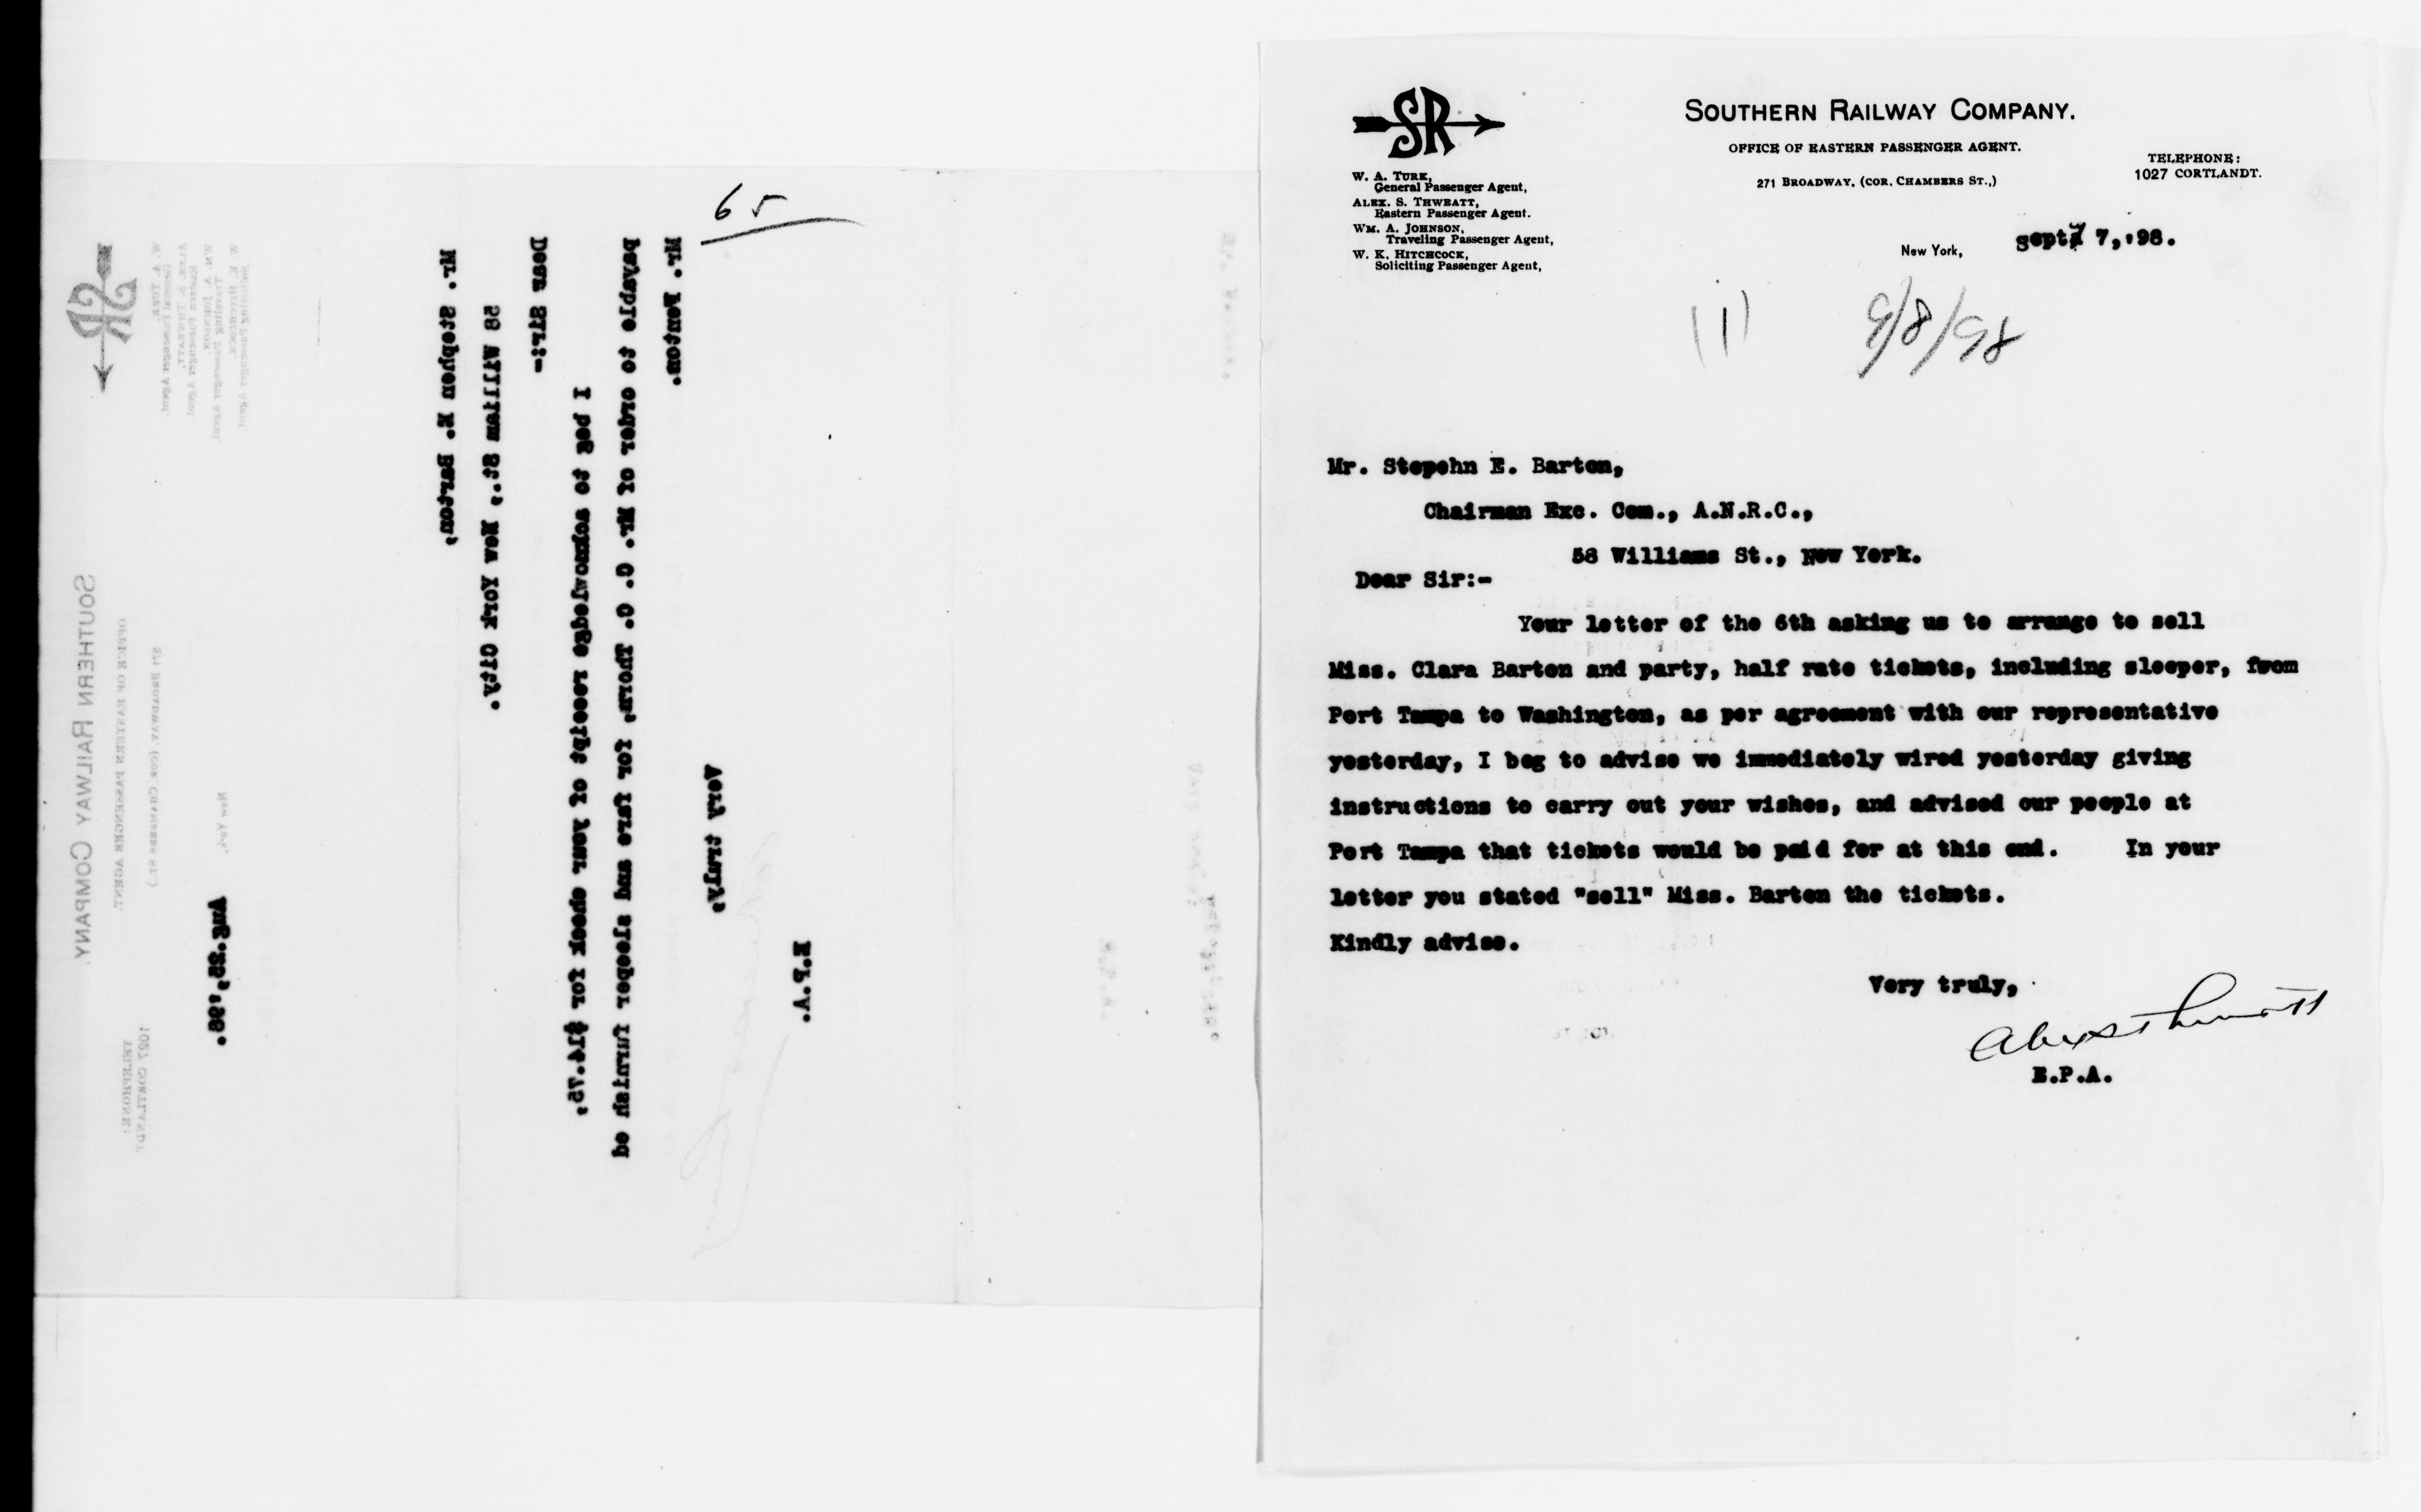 65
Aug. 25, '98.
Mr. Stephen E. Barton,
58 William St., New York City.
Dear Sir:-
I beg to acknowledge receipt of your check for $14.75,
payable to order of Mr. C. C. Thorn, for fare and sleeper furnish ed
Mr. Fenton.
Very truly,
SR
SOUTHERN RAILWAY COMPANY.
OFFICE OF EASTERN PASSENGER AGENT.
271 BROADWAY, (COR. CHAMBERS ST.,)
TELEPHONE:
1027 CORTLANDT.
W. A. TURK,
General Passenger Agent,
ALEX. S. THWEATT,
Eastern Passenger Agent.
WM. A. JOHNSON,
Traveling Passenger Agent,
W. K. HITCHCOCK,
Soliciting Passenger Agent,
New York, Sept. 7,'98.
(1) 9/8/98
Mr. Stepehn E. Barton,
Chairman Exc. Com., A.N.R.C.,
58 Williams St., New York.
Dear Sir:-
Your letter of the 6th asking us to arrange to sell
Miss. Clara Barton and party, half rate tickets, including sleeper, from
Port Tampa to Washington, as per agreement with our representative
yesterday, I beg to advise we immediately wired yesterday giving
instructions to carry out your wishes, and advised our people at
Port Tampa that tickets would be paid for at this end. In your
letter you stated "sell" Miss. Barton the tickets.
Kindly advise.
Very truly,
Alex S Thweatt
E.P.A.